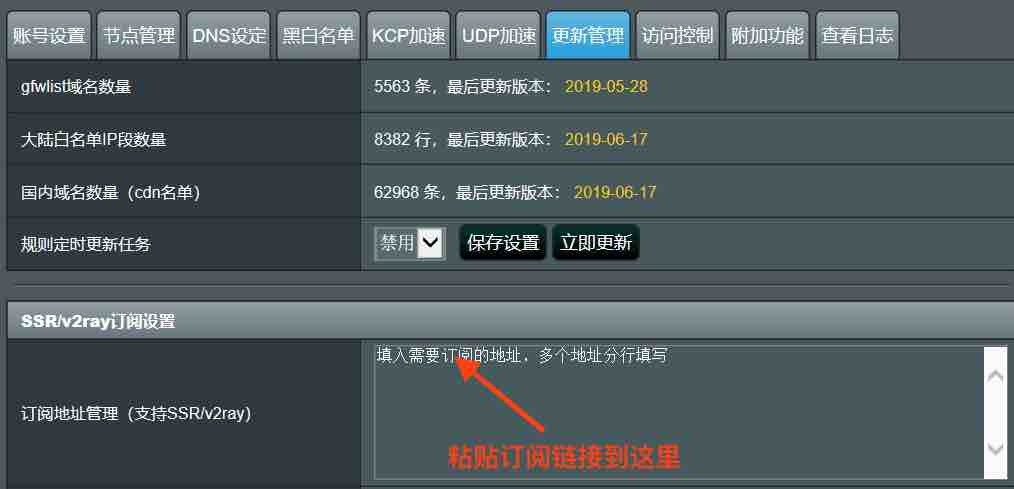 账号设置 节点管理 DNS设定 黑白名单 KCP加速 UDP加速 更新管理 访问控制 附加功能 查看日志
gfwlist域名数量 5563 条，最后更新版本： 2019-05-28
大陆白名单IP段数量 8382 行，最后更新版本： 2019-06-17
国内域名数量（cdn名单） 62968 条，最后更新版本： 2019-06-17
规则定时更新任务 禁用 保存设置 立即更新
SSR/v2ray订阅设置
填入需要订阅的地址，多个地址分行填写
订阅地址管理（支持SSR/v2ray）
粘贴订阅链接到这里